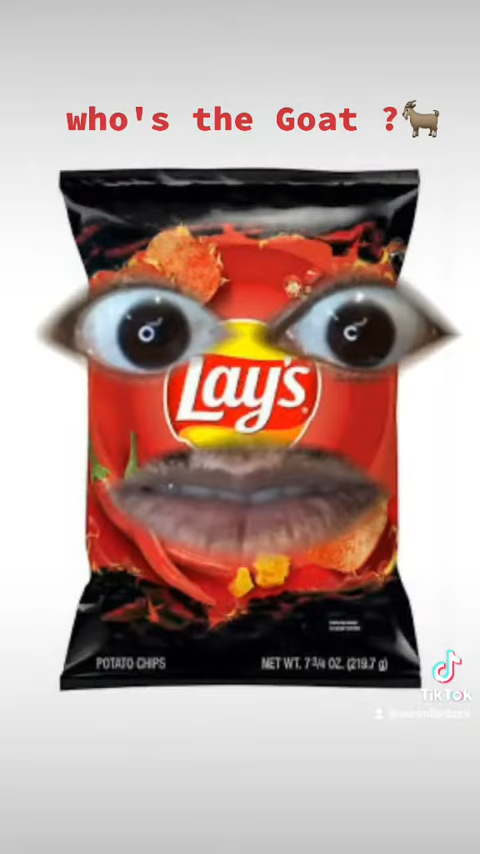 who's the Goat ?🐐
Lay's
POTATO CHIPS
NET WT. 7 3/4 OZ. (219.7 g)
TikTok